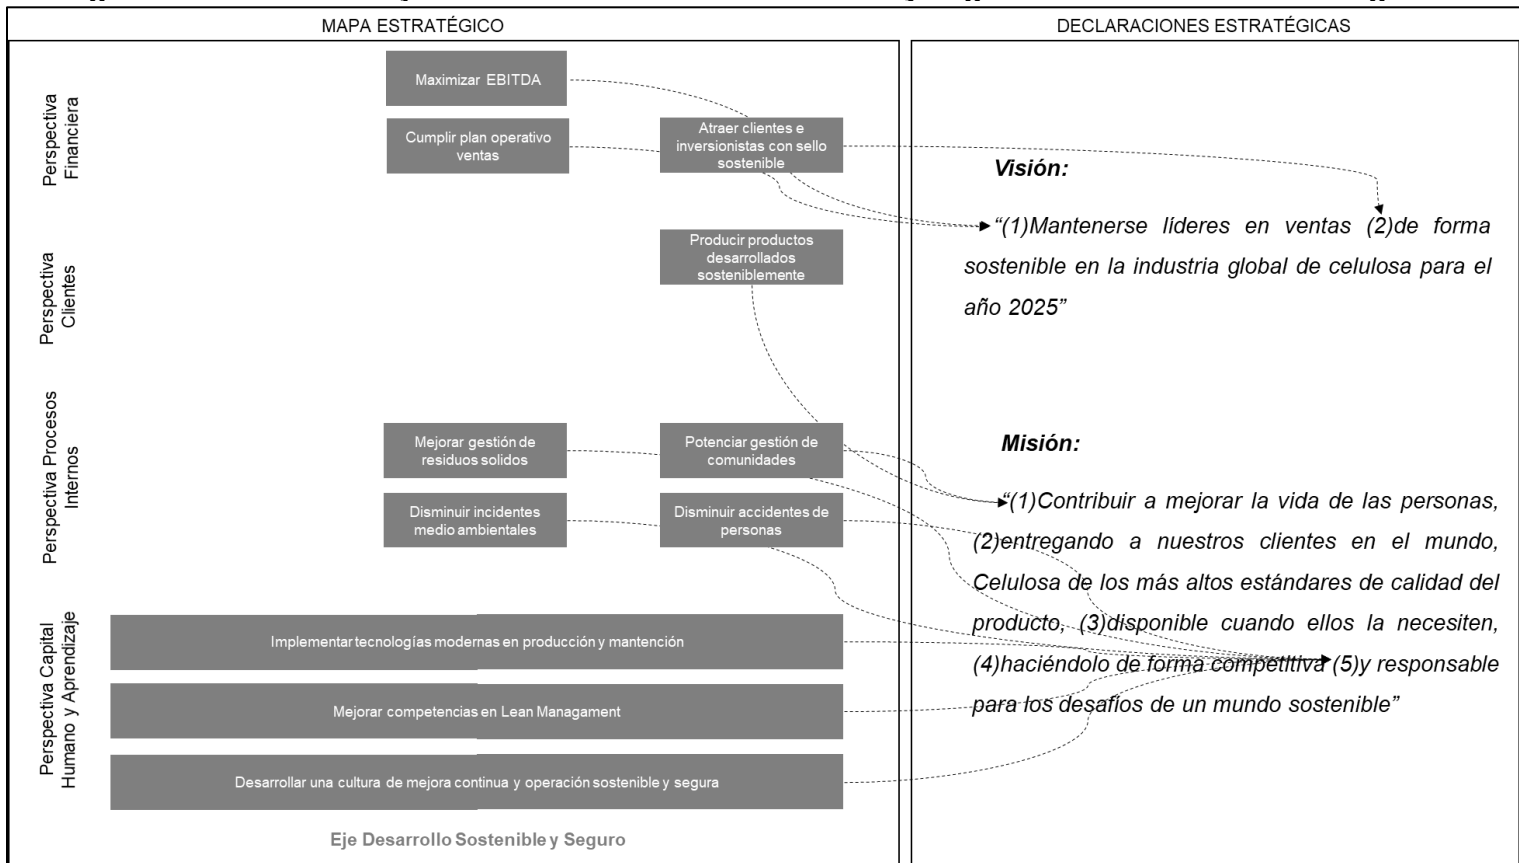 MAPA ESTRATÉGICO
DECLARACIONES ESTRATÉGICAS
Perspectiva
Financiera
Maximizar EBITDA
Cumplir plan operativo
ventas
Atraer clientes e
inversionistas con sello
sostenible
Perspectiva
Clientes
Producir productos
desarrollados
sosteniblemente
Perspectiva Procesos
Internos
Mejorar gestión de
residuos solidos
Potenciar gestión de
comunidades
Disminuir incidentes
medio ambientales
Disminuir accidentes de
personas
Perspectiva Capital
Humano y Aprendizaje
Implementar tecnologías modernas en producción y mantención
Mejorar competencias en Lean Managament
Desarrollar una cultura de mejora continua y operación sostenible y segura
Eje Desarrollo Sostenible y Seguro
Visión:
“(1)Mantenerse líderes en ventas (2)de forma
sostenible en la industria global de celulosa para el
año 2025”
Misión:
“(1)Contribuir a mejorar la vida de las personas,
(2)entregando a nuestros clientes en el mundo,
Celulosa de los más altos estándares de calidad del
producto, (3)disponible cuando ellos la necesiten,
(4)haciéndolo de forma competitiva (5)y responsable
para los desafíos de un mundo sostenible”